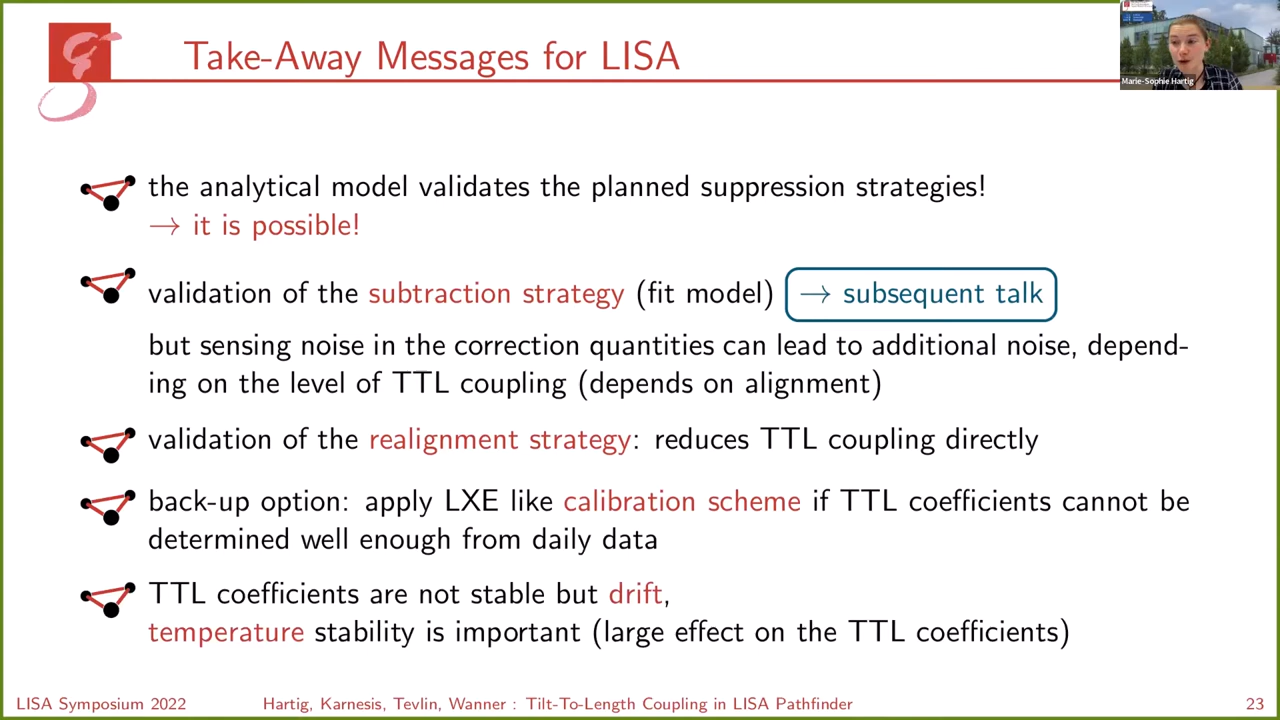 Take-Away Messages for LISA
Marie-Sophie Hartig
the analytical model validates the planned suppression strategies!
→ it is possible!
validation of the subtraction strategy (fit model) → subsequent talk
but sensing noise in the correction quantities can lead to additional noise, depend-
ing on the level of TTL coupling (depends on alignment)
validation of the realignment strategy: reduces TTL coupling directly
back-up option: apply LXE like calibration scheme if TTL coefficients cannot be
determined well enough from daily data
TTL coefficients are not stable but drift,
temperature stability is important (large effect on the TTL coefficients)
LISA Symposium 2022 Hartig, Karnesis, Tevlin, Wanner : Tilt-To-Length Coupling in LISA Pathfinder 23